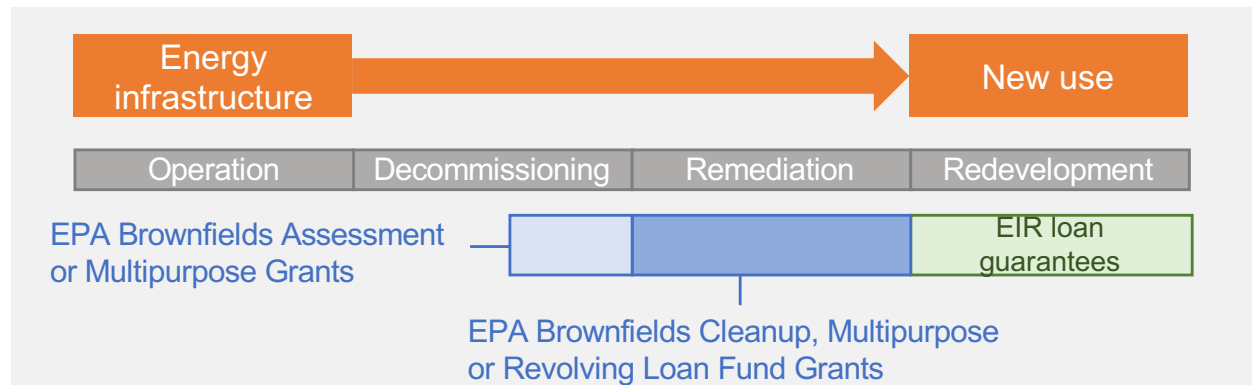 Energy
infrastructure
New use
Operation
Decommissioning
Remediation
Redevelopment
EPA Brownfields Assessment
or Multipurpose Grants
EIR loan
guarantees
EPA Brownfields Cleanup, Multipurpose
or Revolving Loan Fund Grants